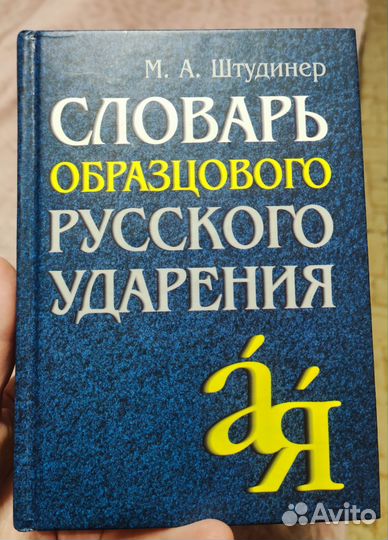 М. А. Штудинер
СЛОВАРЬ
ОБРАЗЦОВОГО
РУССКОГО
УДАРЕНИЯ
а́я́
Avito